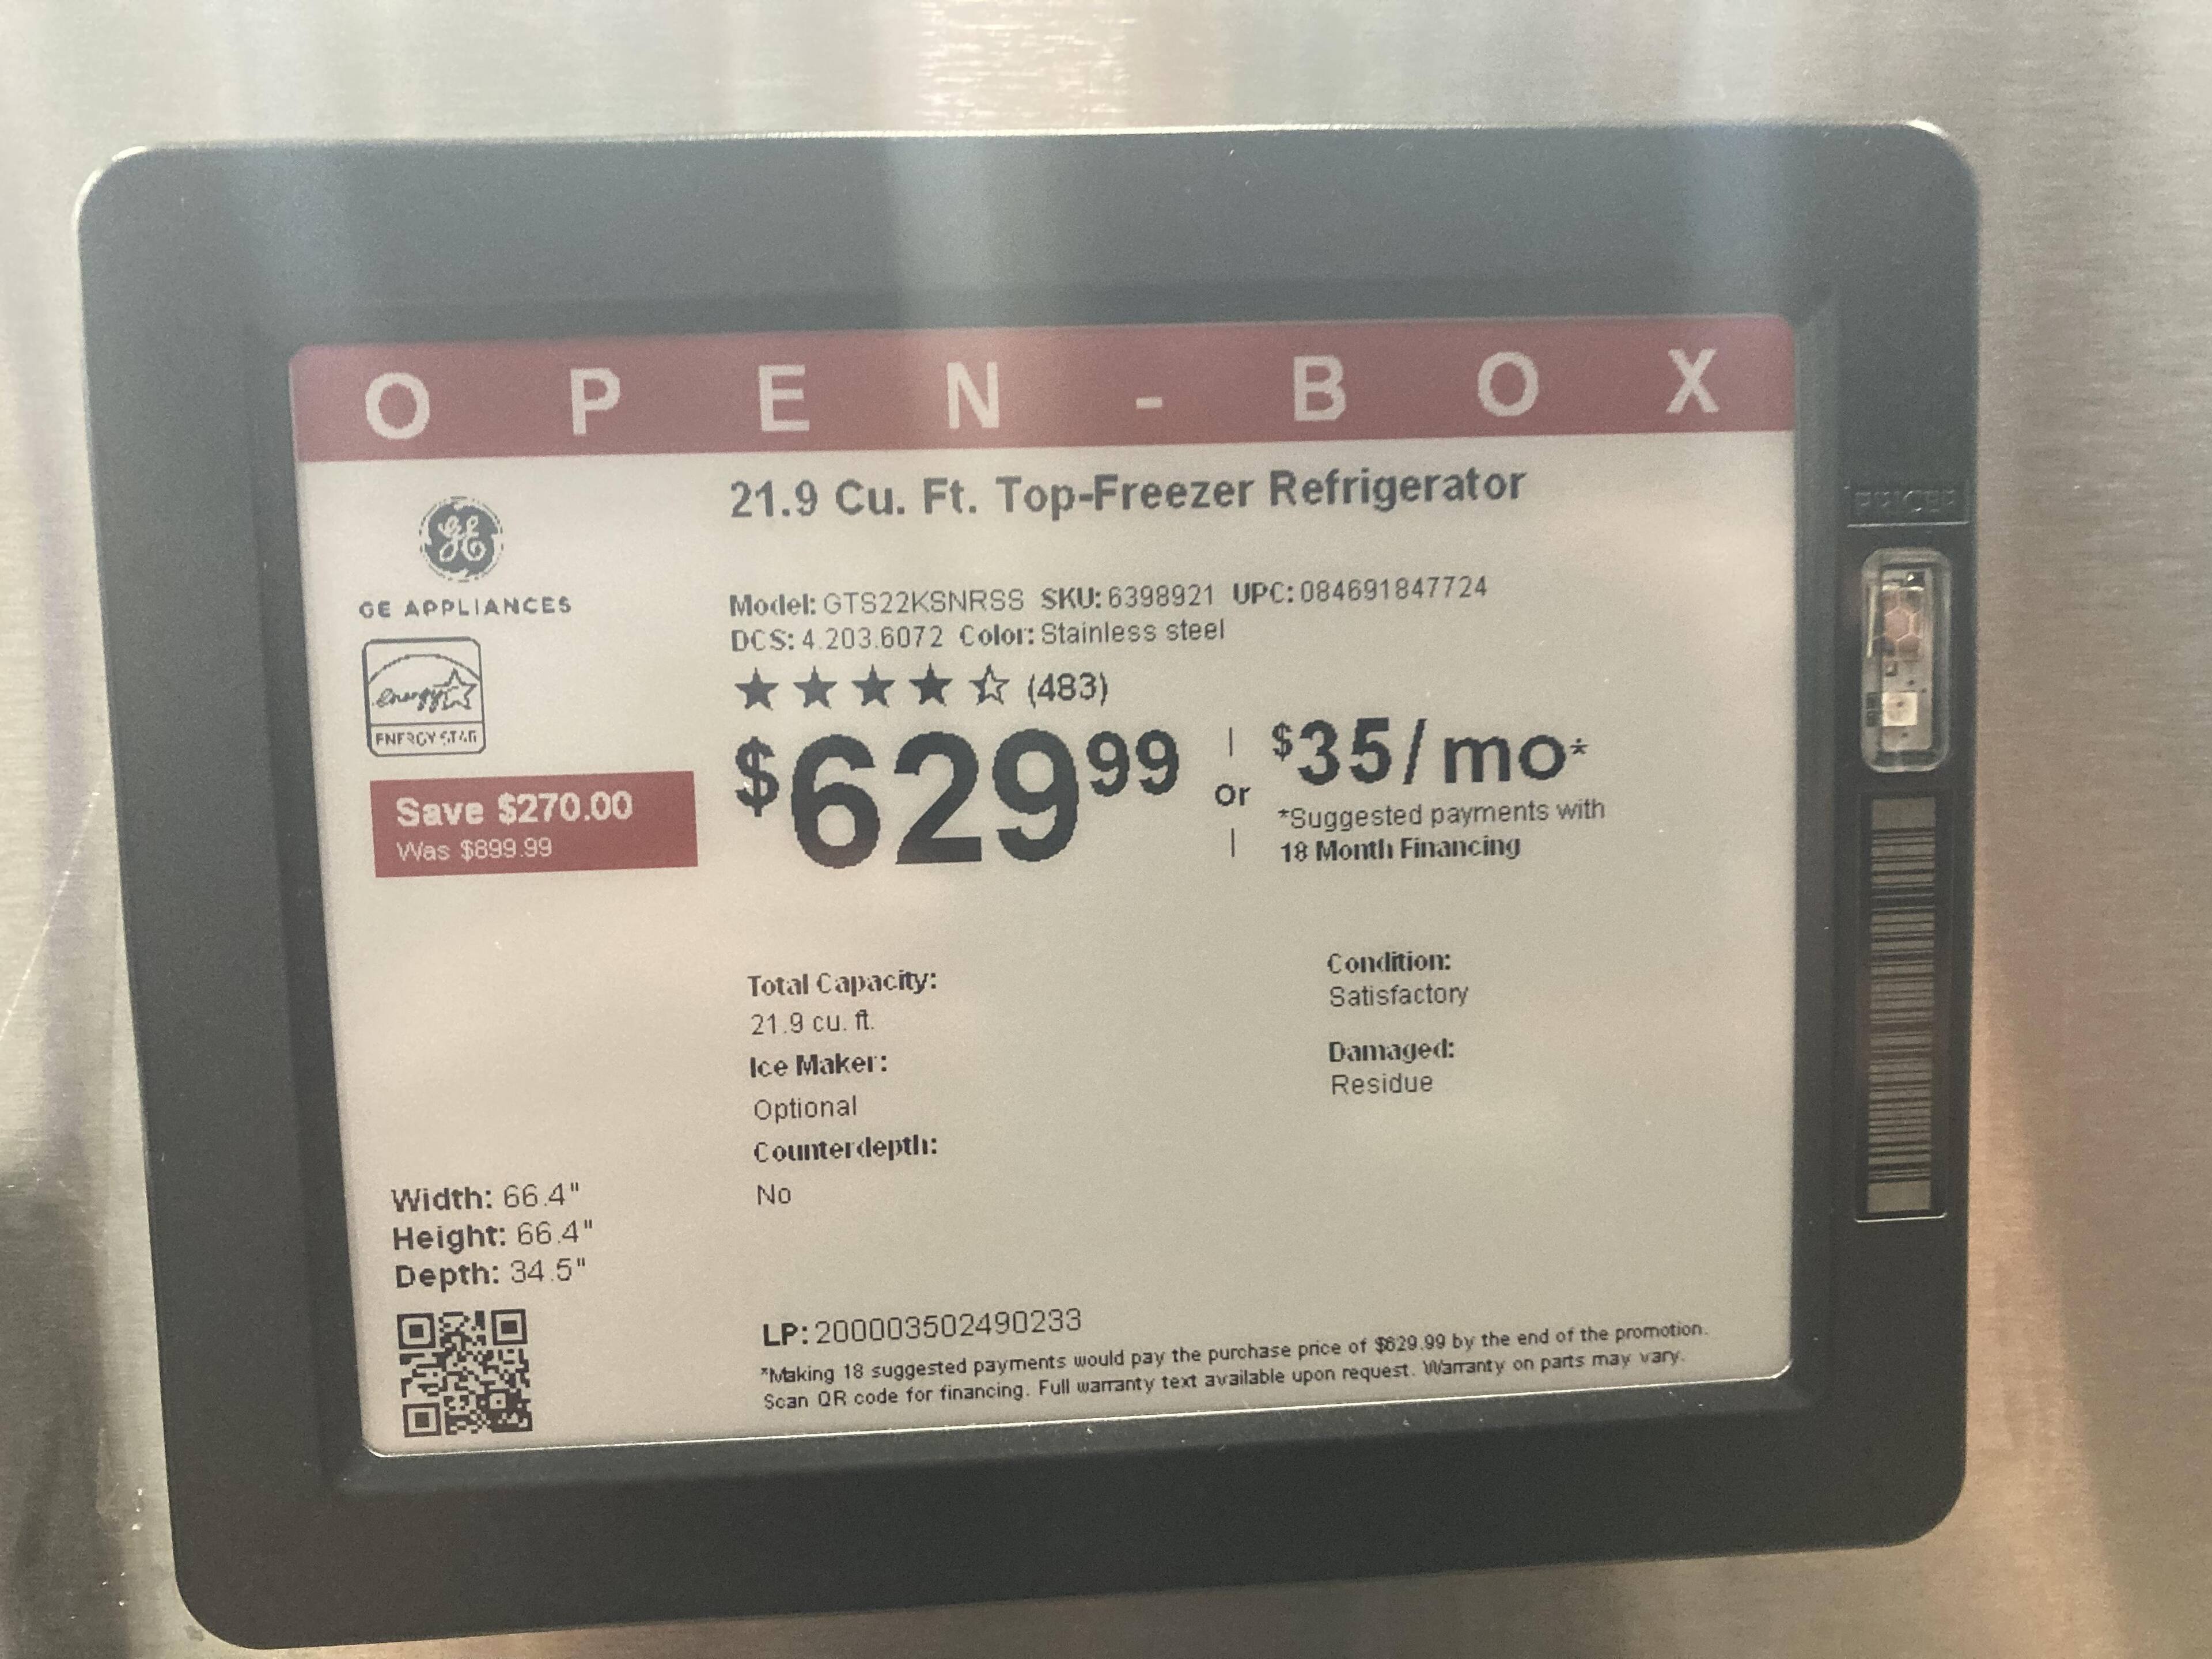 OPEN-BOX
GE APPLIANCES
energy
ENERGY STAR
Save $270.00
Was $899.99
21.9 Cu. Ft. Top-Freezer Refrigerator
Model: GTS22KSNRSS SKU: 6398921 UPC: 084691847724
DCS: 4.203.6072 Color: Stainless steel
(483)
$629 99
or
$35/mo*
*Suggested payments with
18 Month Financing
Total Capacity:
21.9 cu. ft.
Ice Maker:
Optional
Counterdepth:
No
Condition:
Satisfactory
Damaged:
Residue
Width: 66.4"
Height: 66.4"
Depth: 34.5"
LP: 200003502490233
*Making 18 suggested payments would pay the purchase price of $629.99 by the end of the promotion.
Scan QR code for financing. Full warranty text available upon request. Warranty on parts may vary.
PRICER